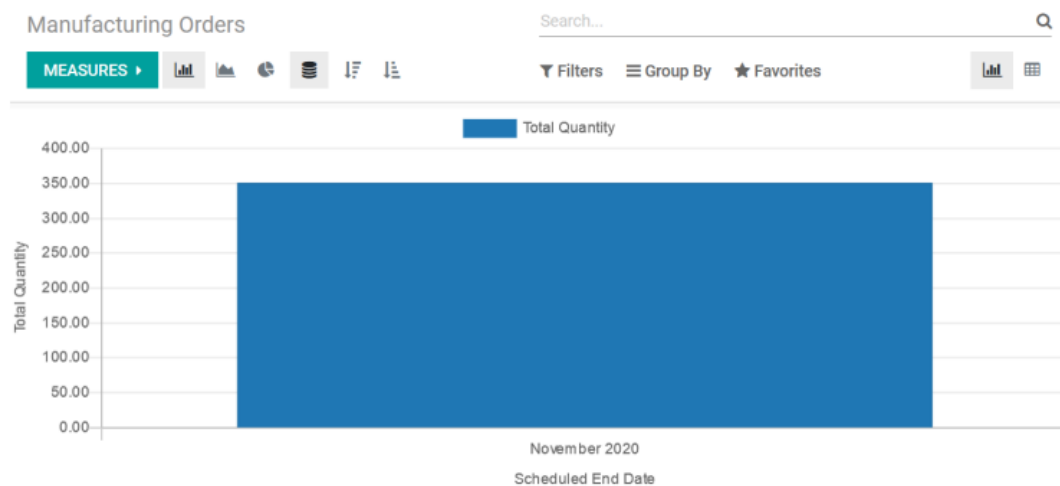 Manufacturing Orders
Search...
MEASURES
Filters
Group By
Favorites
Total Quantity
400.00
350.00
300.00
250.00
200.00
150.00
100.00
50.00
0.00
Total Quantity
November 2020
Scheduled End Date